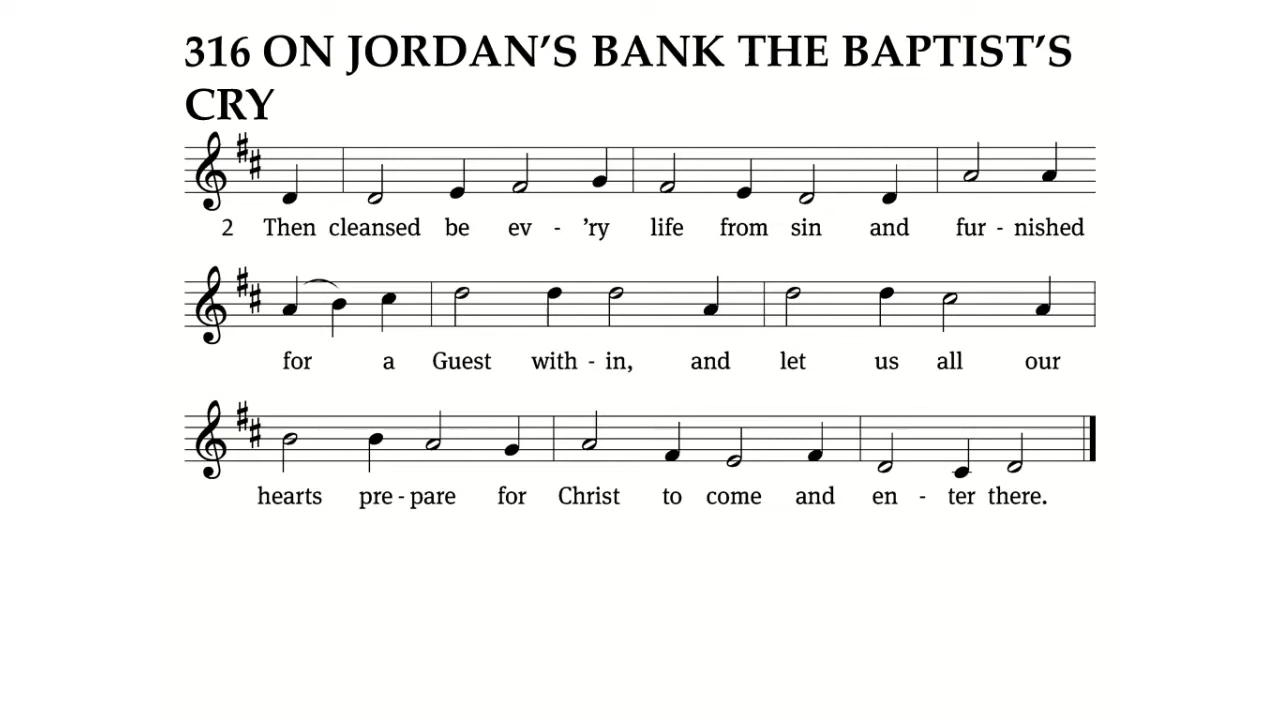 316 ON JORDAN’S BANK THE BAPTIST’S
CRY
2 Then cleansed be ev - ’ry life from sin and fur - nished
for a Guest with - in, and let us all our
hearts pre - pare for Christ to come and en - ter there.